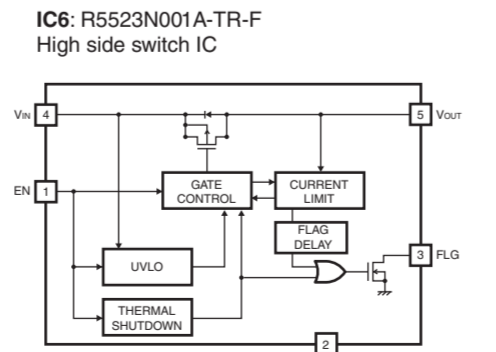 IC6: R5523N001A-TR-F
High side switch IC
VIN 4
5 VOUT
EN 1
GATE
CONTROL
CURRENT
LIMIT
FLAG
DELAY
3 FLG
UVLO
THERMAL
SHUTDOWN
2